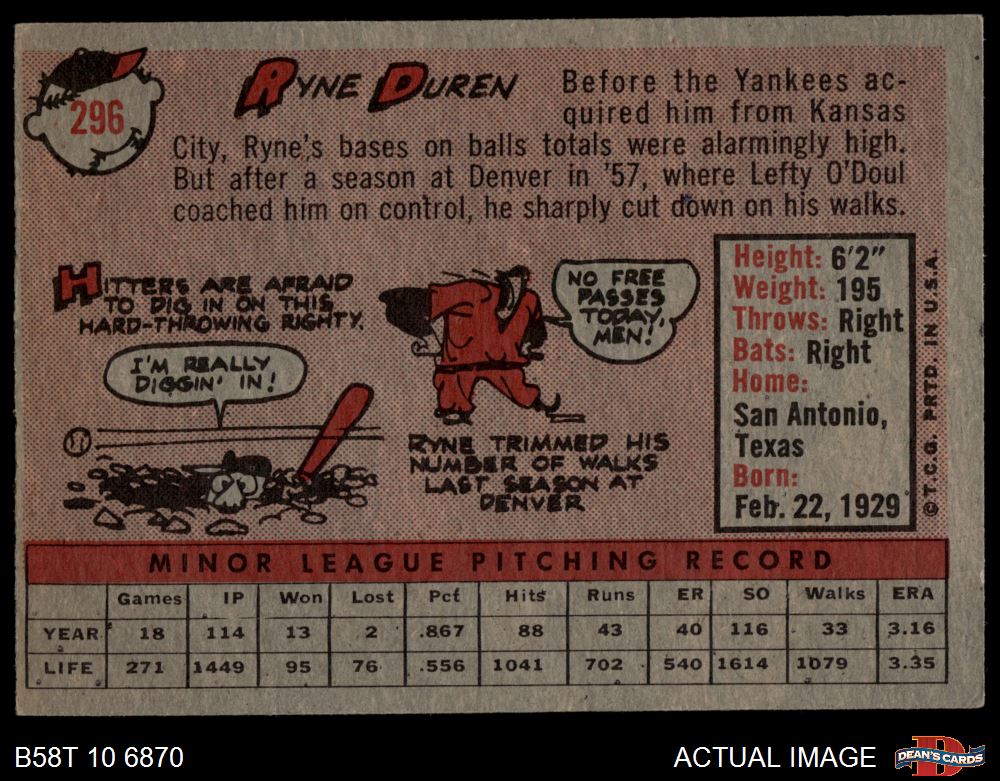 296
RYNE DUREN
Before the Yankees ac-
quired him from Kansas
City, Ryne's bases on balls totals were alarmingly high.
But after a season at Denver in '57, where Lefty O'Doul
coached him on control, he sharply cut down on his walks.
HITTERS ARE AFRAID
TO DIG IN ON THIS
HARD-THROWING RIGHTY.
I'M REALLY
DIGGIN' IN!
NO FREE
PASSES
TODAY,
MEN!
RYNE TRIMMED HIS
NUMBER OF WALKS
LAST SEASON AT
DENVER
Height: 6'2"
Weight: 195
Throws: Right
Bats: Right
Home:
San Antonio,
Texas
Born:
Feb. 22, 1929
©T.C.G. PRTD. IN U.S.A.
MINOR LEAGUE PITCHING RECORD
Games IP Won Lost Pct Hits Runs ER SO Walks ERA
YEAR 18 114 13 2 .867 88 43 40 116 33 3.16
LIFE 271 1449 95 76 .556 1041 702 540 1614 1079 3.35
B58T 10 6870
ACTUAL IMAGE
D
DEAN'S CARDS